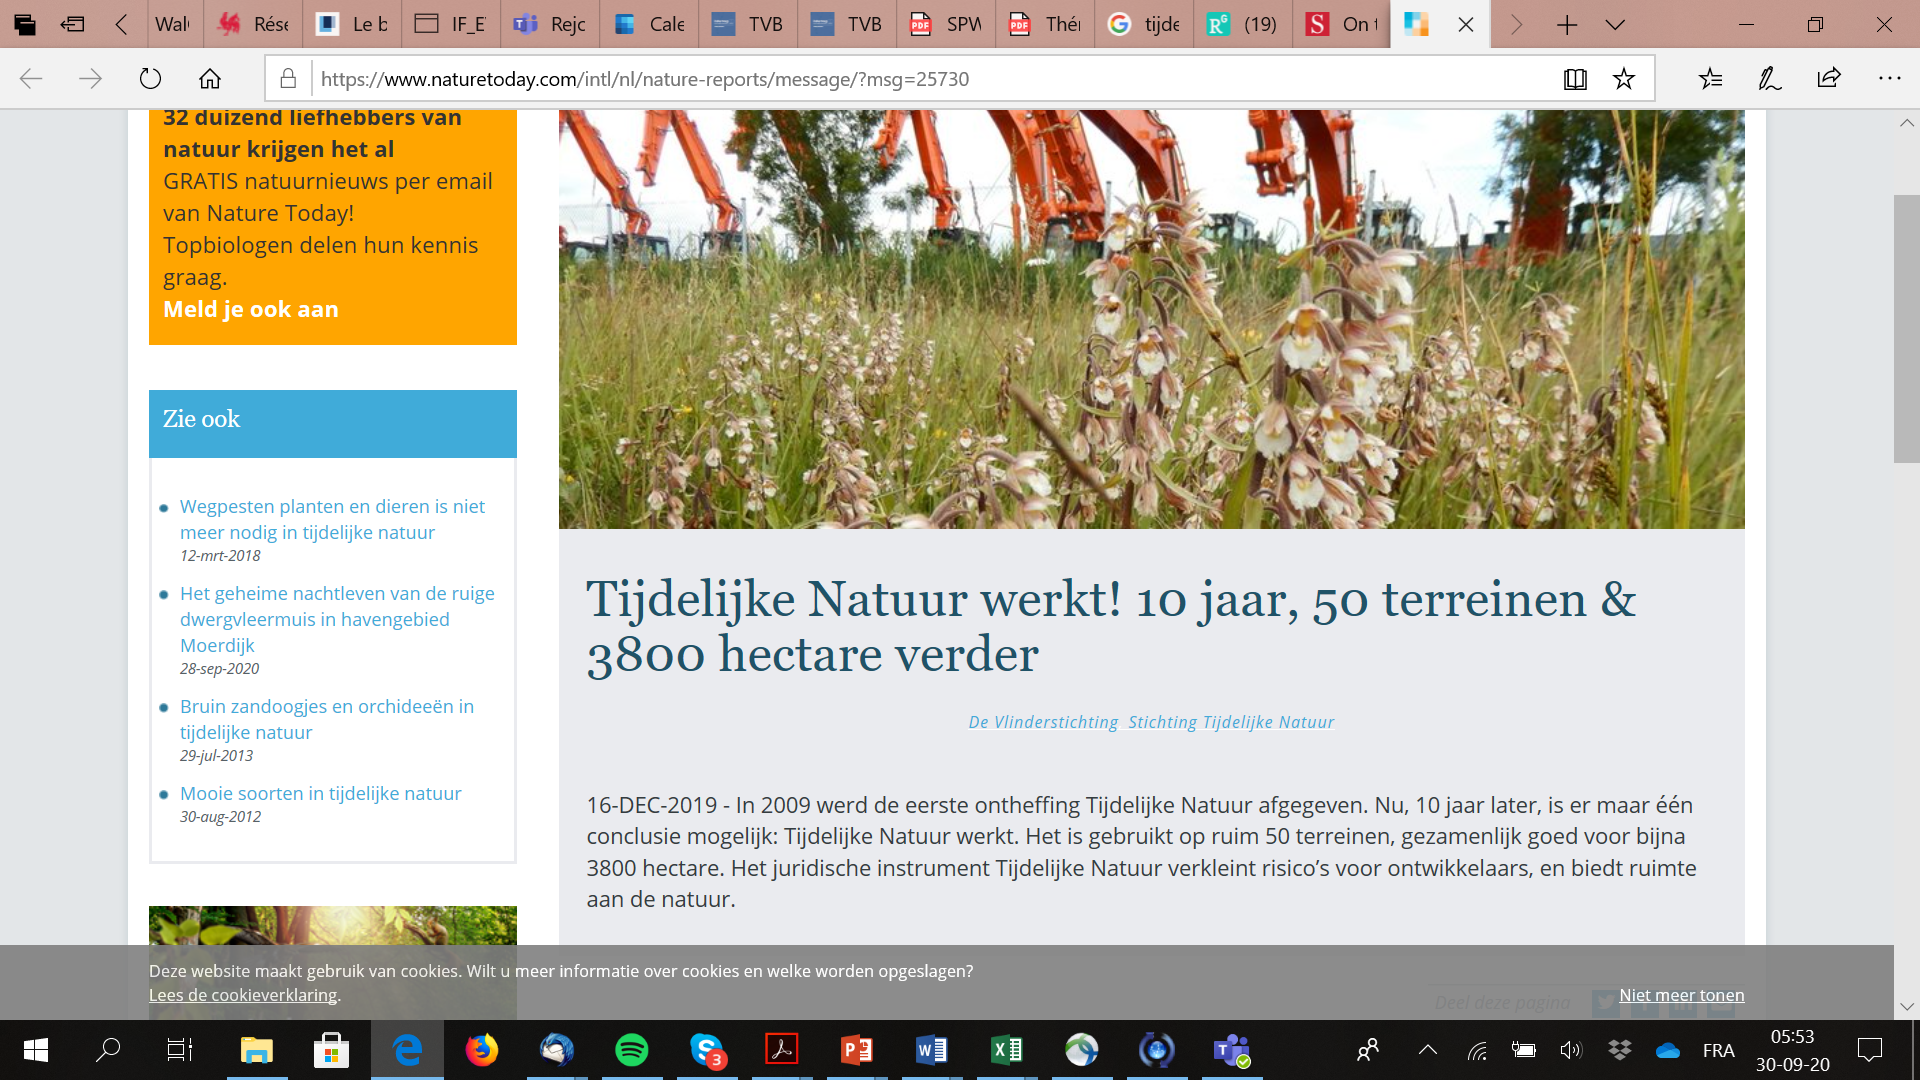 Wal
Rése
Le b
IF_E
Rejc
Cale
TVB
TVB
SPW
Thér
tijde
(19)
On t
https://www.naturetoday.com/intl/nl/nature-reports/message/?msg=25730
32 duizend liefhebbers van
natuur krijgen het al
GRATIS natuurnieuws per email
van Nature Today!
Topbiologen delen hun kennis
graag.
Meld je ook aan
Zie ook
Wegpesten planten en dieren is niet
meer nodig in tijdelijke natuur
12-mrt-2018
Het geheime nachtleven van de ruige
dwergvleermuis in havengebied
Moerdijk
28-sep-2020
Bruin zandoogjes en orchideeën in
tijdelijke natuur
29-jul-2013
Mooie soorten in tijdelijke natuur
30-aug-2012
Tijdelijke Natuur werkt! 10 jaar, 50 terreinen &
3800 hectare verder
De Vlinderstichting, Stichting Tijdelijke Natuur
16-DEC-2019 - In 2009 werd de eerste ontheffing Tijdelijke Natuur afgegeven. Nu, 10 jaar later, is er maar één
conclusie mogelijk: Tijdelijke Natuur werkt. Het is gebruikt op ruim 50 terreinen, gezamenlijk goed voor bijna
3800 hectare. Het juridische instrument Tijdelijke Natuur verkleint risico's voor ontwikkelaars, en biedt ruimte
aan de natuur.
Deze website maakt gebruik van cookies. Wilt u meer informatie over cookies en welke worden opgeslagen?
Lees de cookieverklaring.
Deel deze pagina
Niet meer tonen
3
FRA
05:53
30-09-20